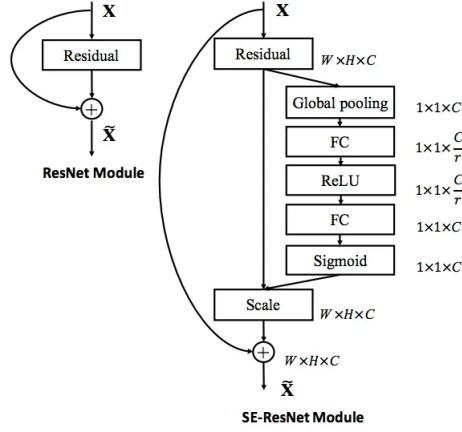 X
Residual
+
X̃
ResNet Module
X
Residual
W×H×C
Global pooling
1×1×C
FC
1×1×C/r
ReLU
1×1×C/r
FC
1×1×C
Sigmoid
1×1×C
Scale
W×H×C
+
W×H×C
X̃
SE-ResNet Module